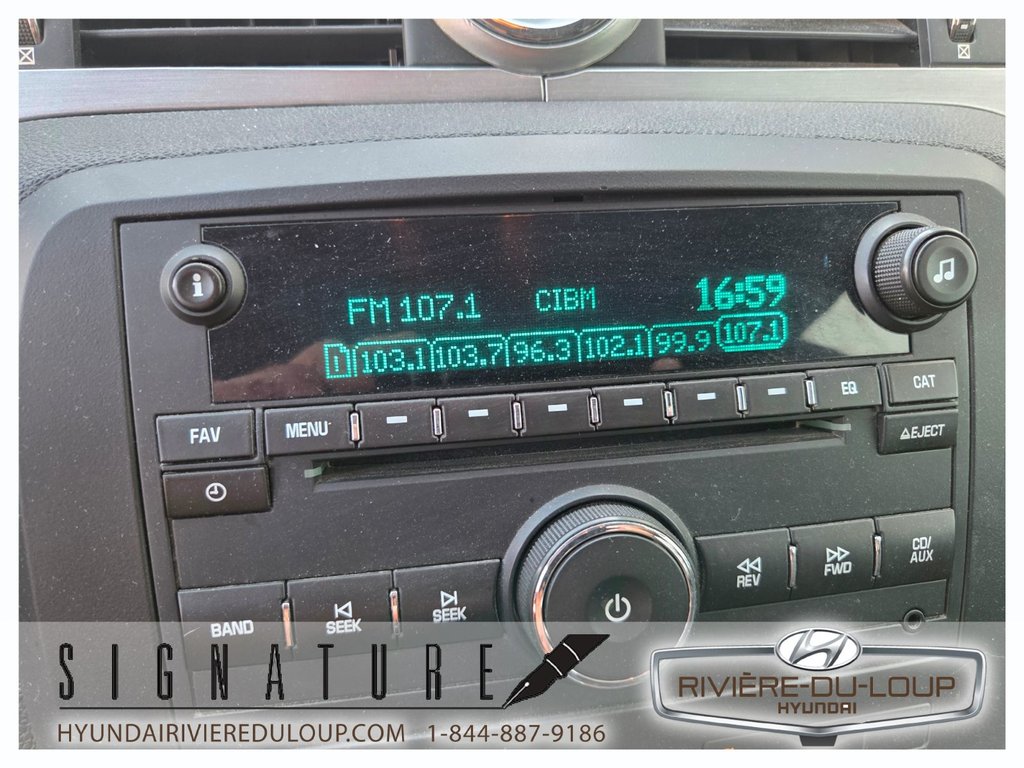 i
FM 107.1 CIBM 16:59
103.1 103.7 96.3 102.1 99.9 107.1
FAV MENU EQ CAT
EJECT
BAND SEEK SEEK REV FWD CD/
AUX
SIGNATURE
RIVIÈRE-DU-LOUP
HYUNDAI
HYUNDAIRIVIEREDULOUP.COM 1-844-887-9186